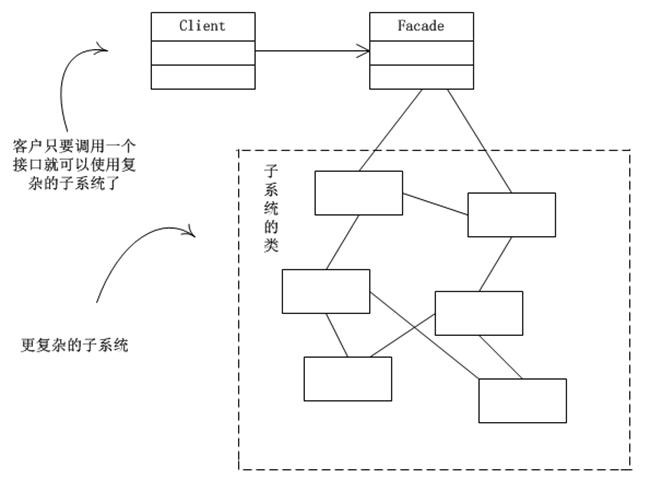 Client
Facade
客户只要调用一个
接口就可以使用复
杂的子系统了
子系统的类
更复杂的子系统